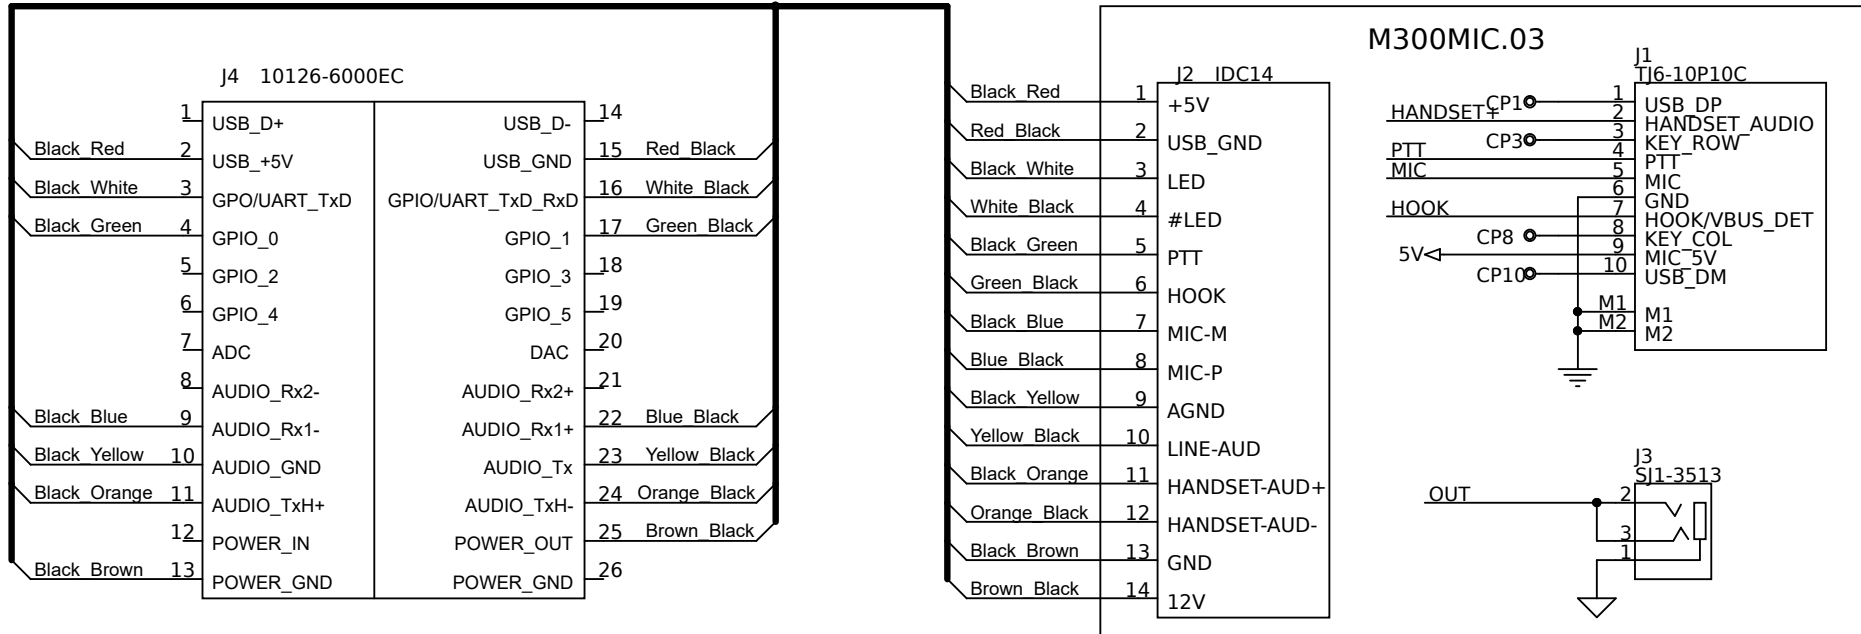 M300MIC.03
J4 10126-6000EC
1 USB_D+ USB_D- 14
Black_Red 2 USB_+5V USB_GND 15 Red_Black
Black_White 3 GPO/UART_TxD GPIO/UART_TxD_RxD 16 White_Black
Black_Green 4 GPIO_0 GPIO_1 17 Green_Black
5 GPIO_2 GPIO_3 18
6 GPIO_4 GPIO_5 19
7 ADC DAC 20
8 AUDIO_Rx2- AUDIO_Rx2+ 21
Black_Blue 9 AUDIO_Rx1- AUDIO_Rx1+ 22 Blue_Black
Black_Yellow 10 AUDIO_GND AUDIO_Tx 23 Yellow_Black
Black_Orange 11 AUDIO_TxH+ AUDIO_TxH- 24 Orange_Black
12 POWER_IN POWER_OUT 25 Brown_Black
Black_Brown 13 POWER_GND POWER_GND 26
J2 IDC14
Black_Red 1 +5V
Red_Black 2 USB_GND
Black_White 3 LED
White_Black 4 #LED
Black_Green 5 PTT
Green_Black 6 HOOK
Black_Blue 7 MIC-M
Blue_Black 8 MIC-P
Black_Yellow 9 AGND
Yellow_Black 10 LINE-AUD
Black_Orange 11 HANDSET-AUD+
Orange_Black 12 HANDSET-AUD-
Black_Brown 13 GND
Brown_Black 14 12V
J1
TJ6-10P10C
CP1 1 USB_DP
HANDSET+ 2 HANDSET_AUDIO
CP3 3 KEY_ROW
PTT 4 PTT
MIC 5 MIC
6 GND
HOOK 7 HOOK/VBUS_DET
CP8 8 KEY_COL
5V 9 MIC_5V
CP10 10 USB_DM
M1 M1
M2 M2
J3
SJ1-3513
OUT 2
3
1